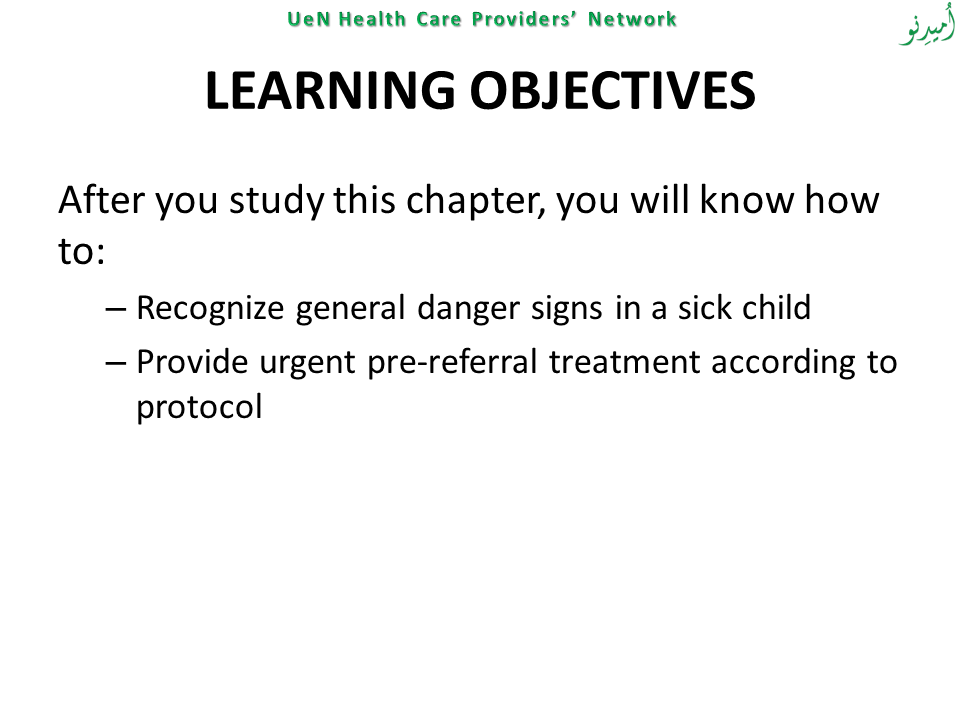 UeN Health Care Providers’ Network
اُمیدِنو
LEARNING OBJECTIVES
After you study this chapter, you will know how
to:
– Recognize general danger signs in a sick child
– Provide urgent pre-referral treatment according to
protocol